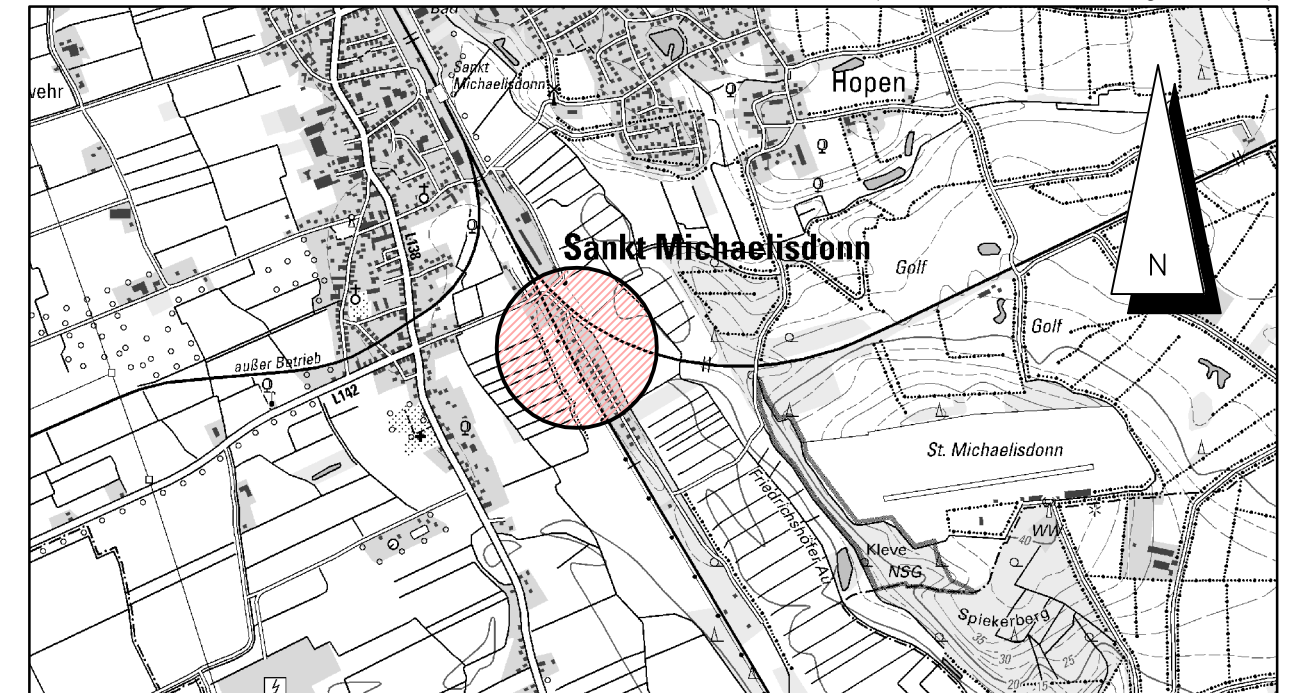 Bad
Sankt
Michaelisdonn
Hopen
wehr
R
L138
Sankt Michaelisdonn
Golf
N
Golf
außer Betrieb
L142
St. Michaelisdonn
Friedrichshöfer Au
Kleve
NSG
WW
40
Spiekerberg
35
30
25
20
15